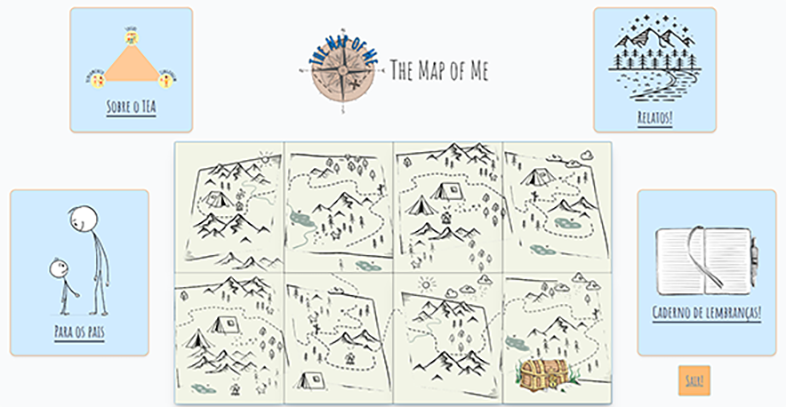 THE MAP OF ME
The Map of Me
Sobre o TEA
Relatos!
Para os pais
Caderno de lembranças!
Sair!